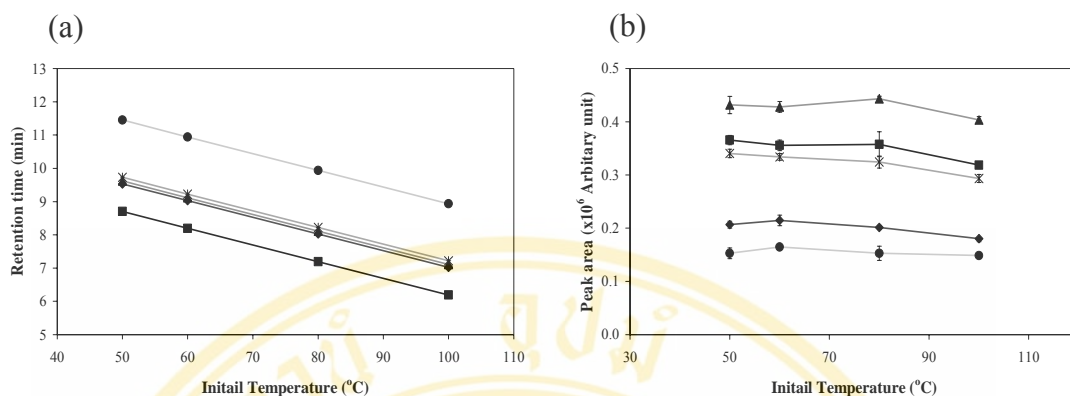 (a)
(b)
Retention time (min)
13
12
11
10
9
8
7
6
5
40 50 60 70 80 90 100 110
Initail Temperature (°C)
Peak area (x10⁶ Arbitary unit)
0.5
0.4
0.3
0.2
0.1
0.0
30 50 70 90 110
Initail Temperature (°C)